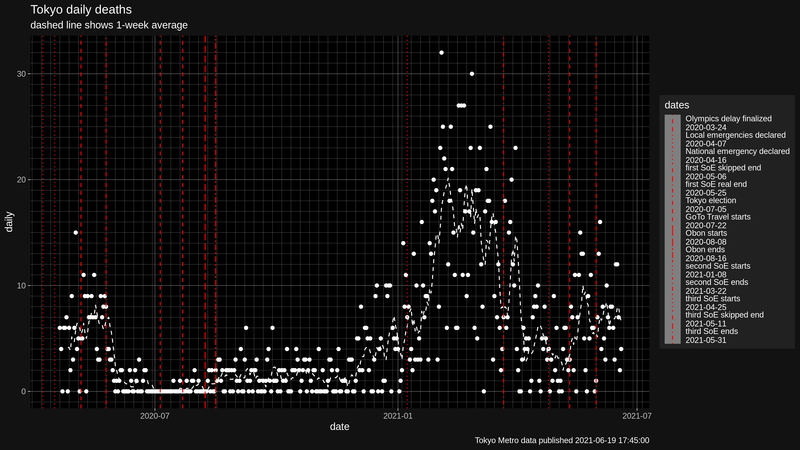 Tokyo daily deaths
dashed line shows 1-week average
30
20
10
0
daily
2020-07
2021-01
2021-07
date
Tokyo Metro data published 2021-06-19 17:45:00
dates
Olympics delay finalized
2020-03-24
Local emergencies declared
2020-04-07
National emergency declared
2020-04-16
first SoE skipped end
2020-05-06
first SoE real end
2020-05-25
Tokyo election
2020-07-05
GoTo Travel starts
2020-07-22
Obon starts
2020-08-08
Obon ends
2020-08-16
second SoE starts
2021-01-08
second SoE ends
2021-03-22
third SoE starts
2021-04-25
third SoE skipped end
2021-05-11
third SoE ends
2021-05-31